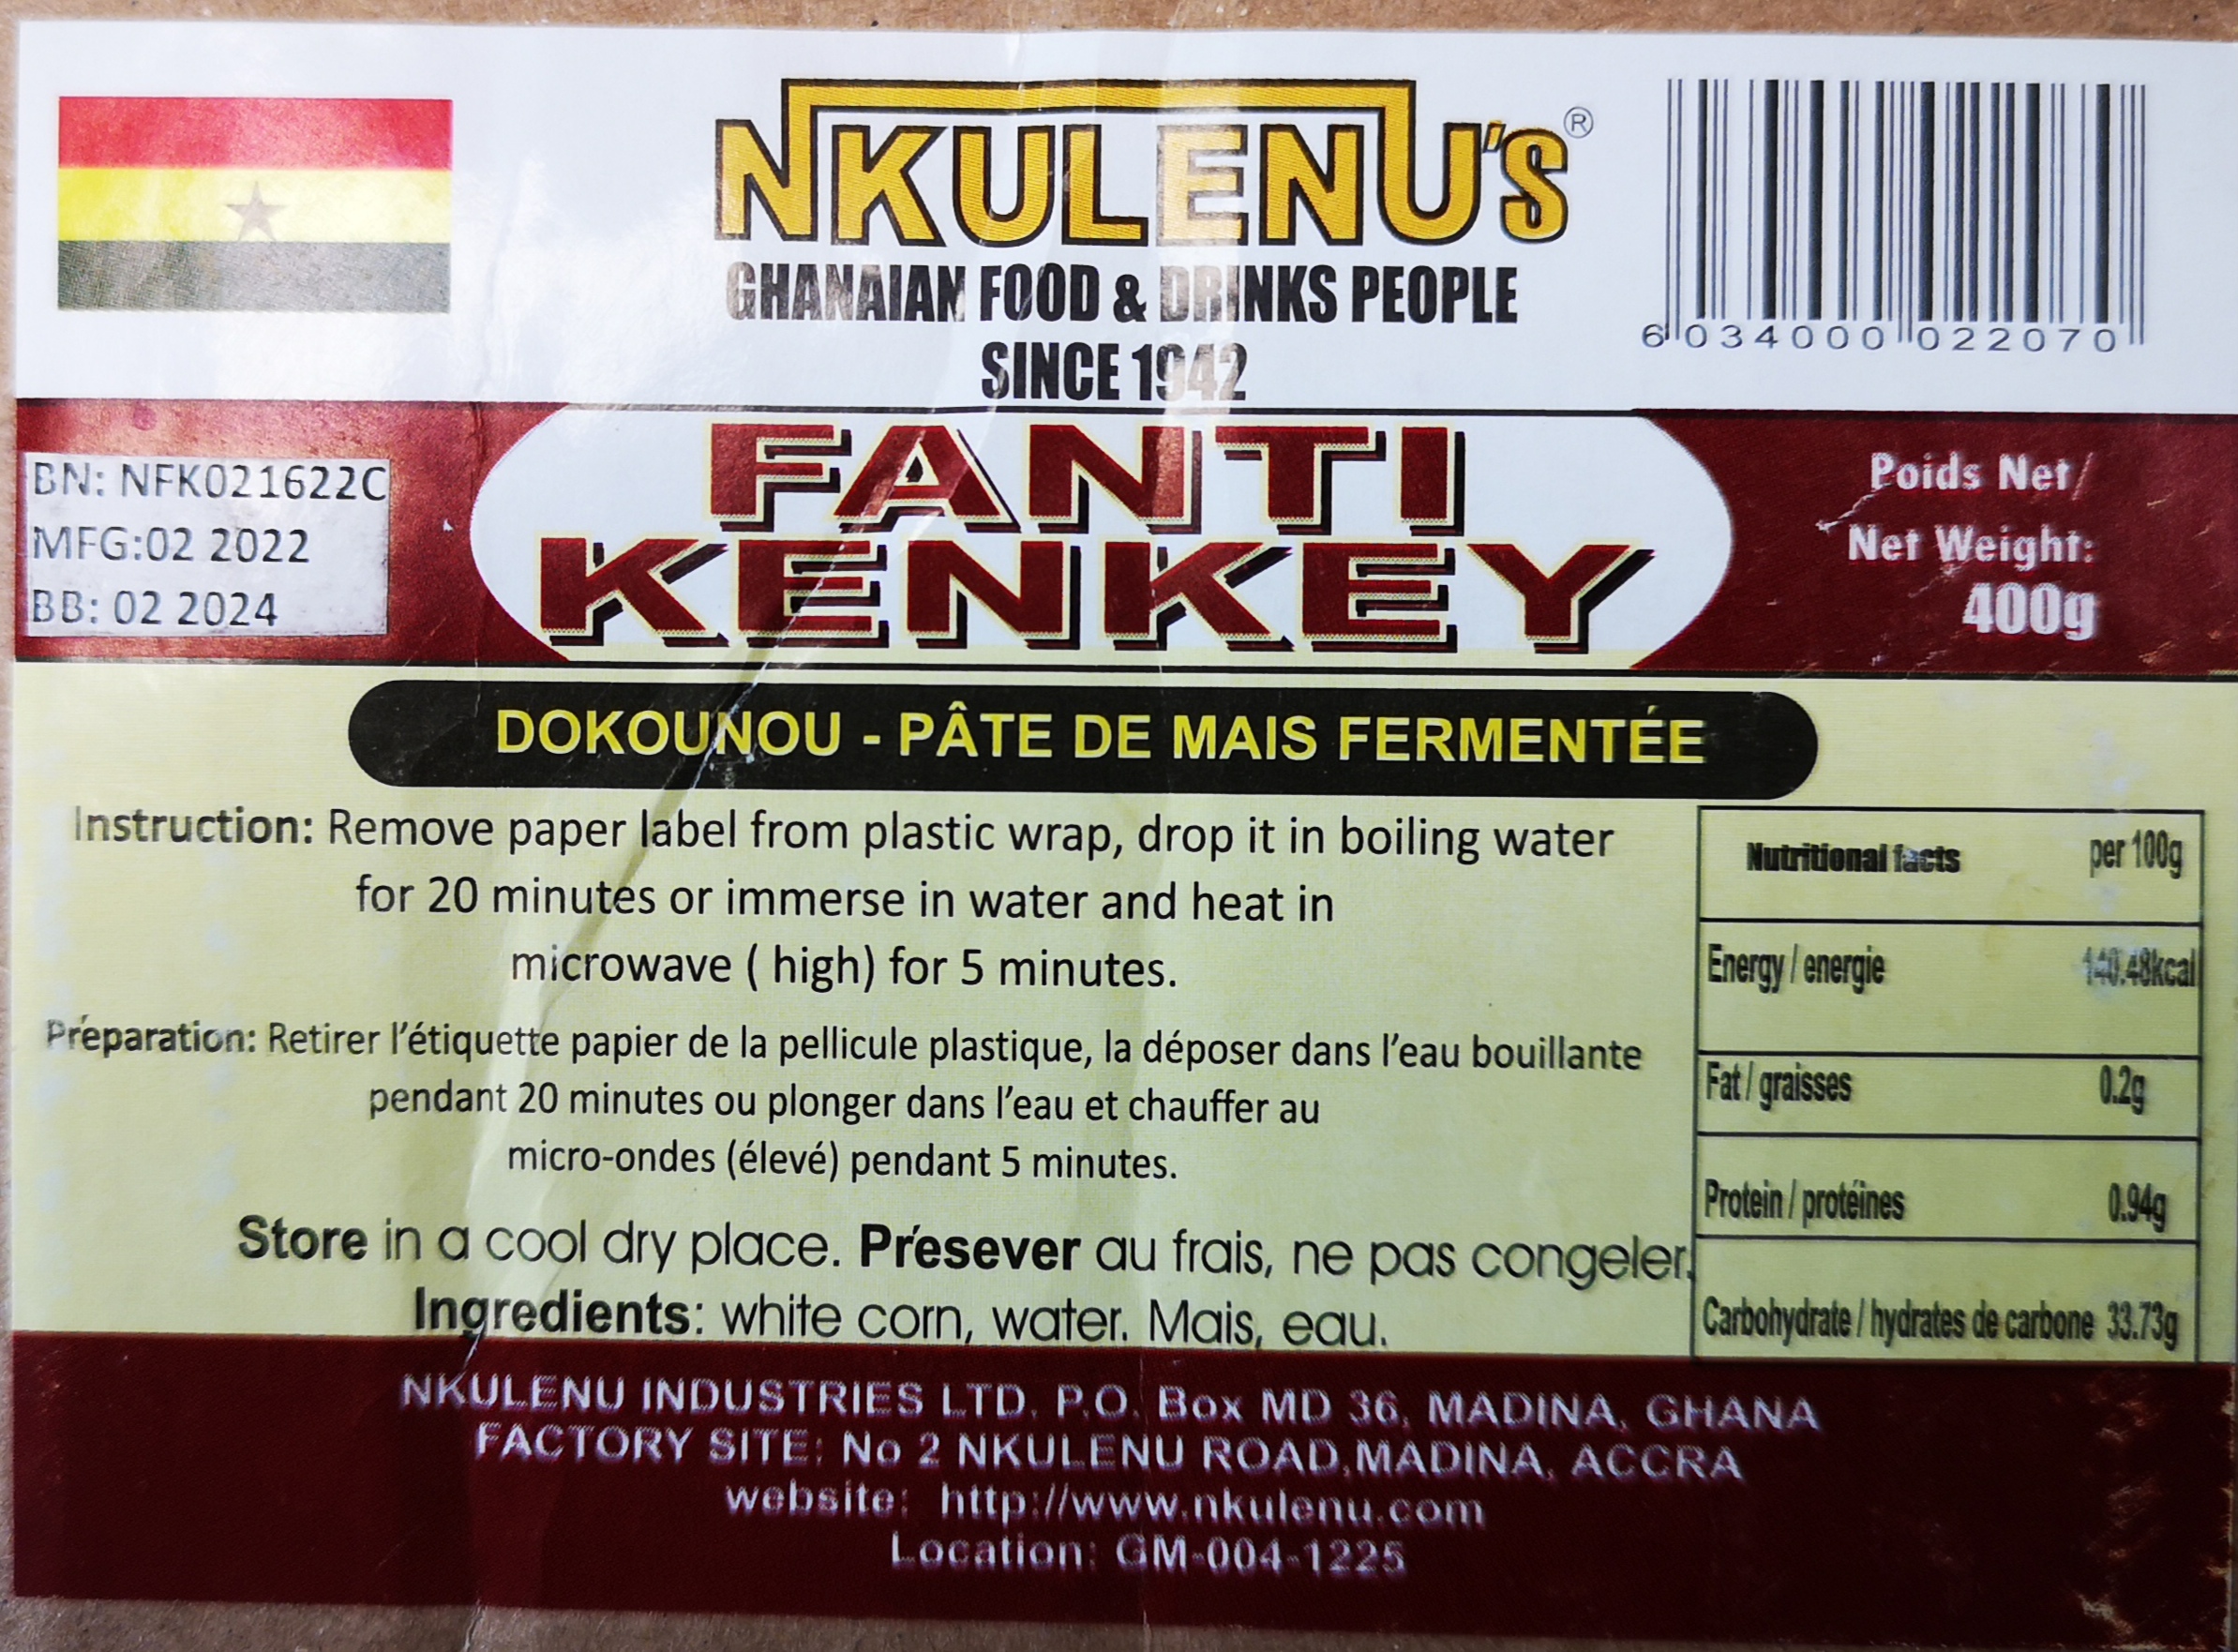 NKULENU'S®
GHANAIAN FOOD & DRINKS PEOPLE
SINCE 1942
6 034000 022070
FANTI
KENKEY
BN: NFK021622C
MFG:02 2022
BB: 02 2024
Poids Net/
Net Weight:
400g
DOKOUNOU - PÂTE DE MAIS FERMENTÉE
Instruction: Remove paper label from plastic wrap, drop it in boiling water
for 20 minutes or immerse in water and heat in
microwave ( high) for 5 minutes.
Préparation: Retirer l'étiquette papier de la pellicule plastique, la déposer dans l'eau bouillante
pendant 20 minutes ou plonger dans l'eau et chauffer au
micro-ondes (élevé) pendant 5 minutes.
Store in a cool dry place. Présever au frais, ne pas congeler.
Ingredients: white corn, water. Mais, eau.
Nutritional facts per 100g
Energy / energie 140.48kcal
Fat / graisses 0.2g
Protein / protéines 0.94g
Carbohydrate / hydrates de carbone 33.73g
NKULENU INDUSTRIES LTD. P.O. Box MD 36, MADINA, GHANA
FACTORY SITE: No 2 NKULENU ROAD,MADINA, ACCRA
website: http://www.nkulenu.com
Location: GM-004-1225